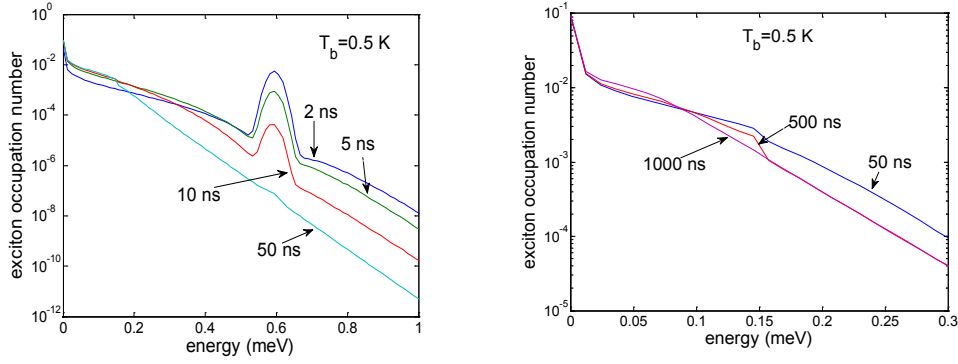 10^0
10^-2
10^-4
10^-6
10^-8
10^-10
10^-12
exciton occupation number
T_b=0.5 K
2 ns
5 ns
10 ns
50 ns
0 0.2 0.4 0.6 0.8 1
energy (meV)
10^-1
10^-2
10^-3
10^-4
10^-5
exciton occupation number
T_b=0.5 K
500 ns
1000 ns
50 ns
0 0.05 0.1 0.15 0.2 0.25 0.3
energy (meV)